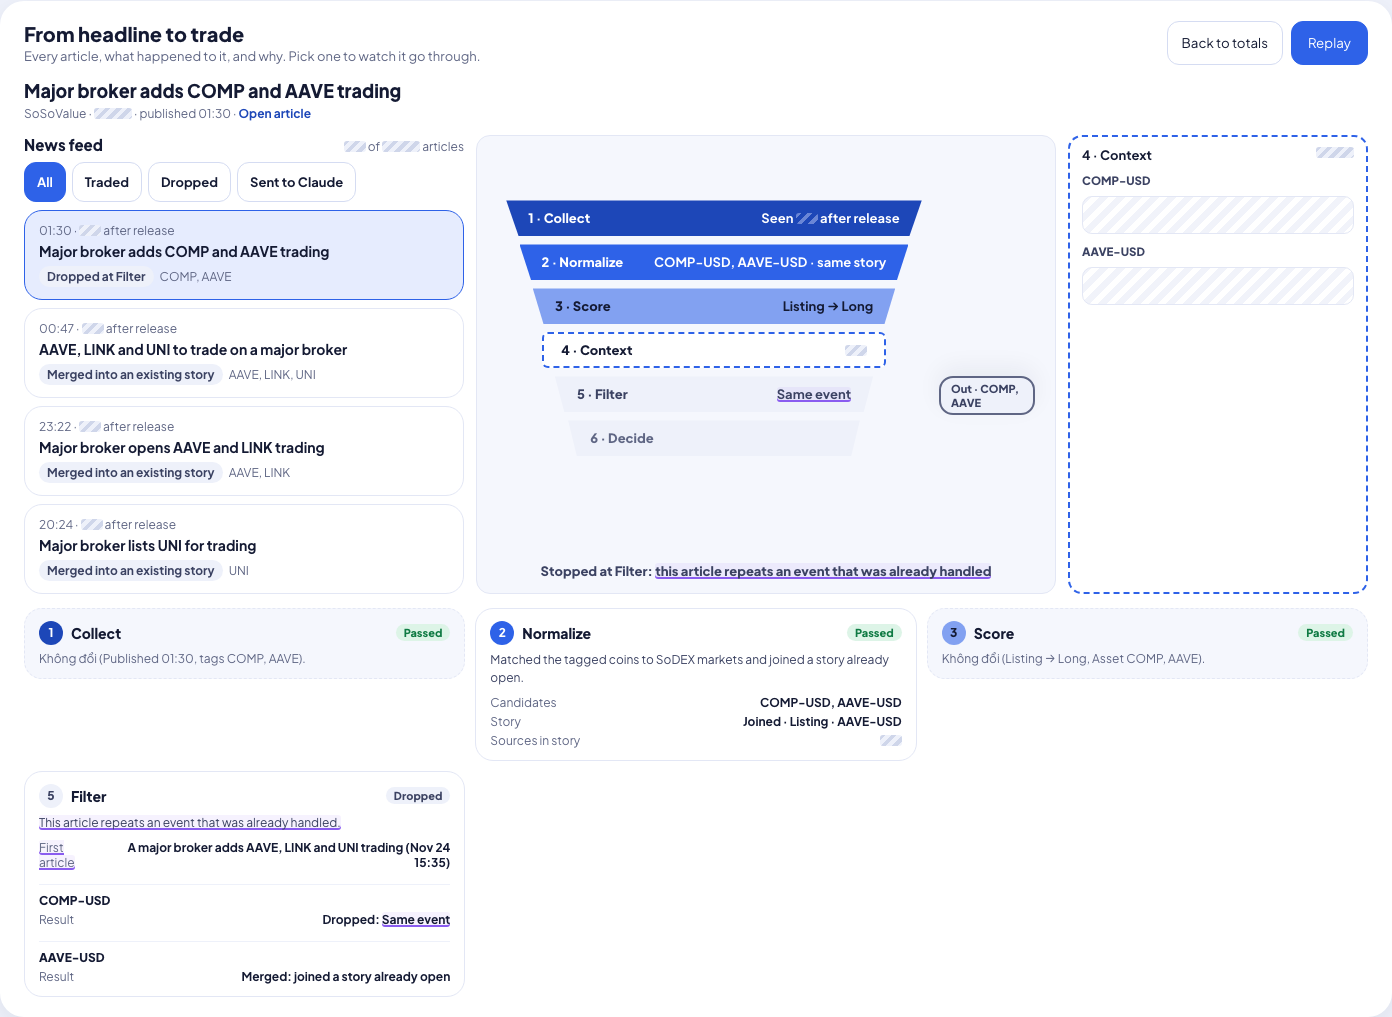 From headline to trade
Every article, what happened to it, and why. Pick one to watch it go through.
Back to totals
Replay
Major broker adds COMP and AAVE trading
SoSoValue · · published 01:30 · Open article
News feed
of articles
All
Traded
Dropped
Sent to Claude
01:30 · after release
Major broker adds COMP and AAVE trading
Dropped at Filter COMP, AAVE
00:47 · after release
AAVE, LINK and UNI to trade on a major broker
Merged into an existing story AAVE, LINK, UNI
23:22 · after release
Major broker opens AAVE and LINK trading
Merged into an existing story AAVE, LINK
20:24 · after release
Major broker lists UNI for trading
Merged into an existing story UNI
1 · Collect Seen after release
2 · Normalize COMP-USD, AAVE-USD · same story
3 · Score Listing → Long
4 · Context
5 · Filter Same event
6 · Decide
Out · COMP,
AAVE
Stopped at Filter: this article repeats an event that was already handled
4 · Context
COMP-USD
AAVE-USD
1 Collect Passed
Không đổi (Published 01:30, tags COMP, AAVE).
2 Normalize Passed
Matched the tagged coins to SoDEX markets and joined a story already
open.
Candidates COMP-USD, AAVE-USD
Story Joined · Listing · AAVE-USD
Sources in story
3 Score Passed
Không đổi (Listing → Long, Asset COMP, AAVE).
5 Filter Dropped
This article repeats an event that was already handled.
First A major broker adds AAVE, LINK and UNI trading (Nov 24
article 15:35)
COMP-USD
Result Dropped: Same event
AAVE-USD
Result Merged: joined a story already open